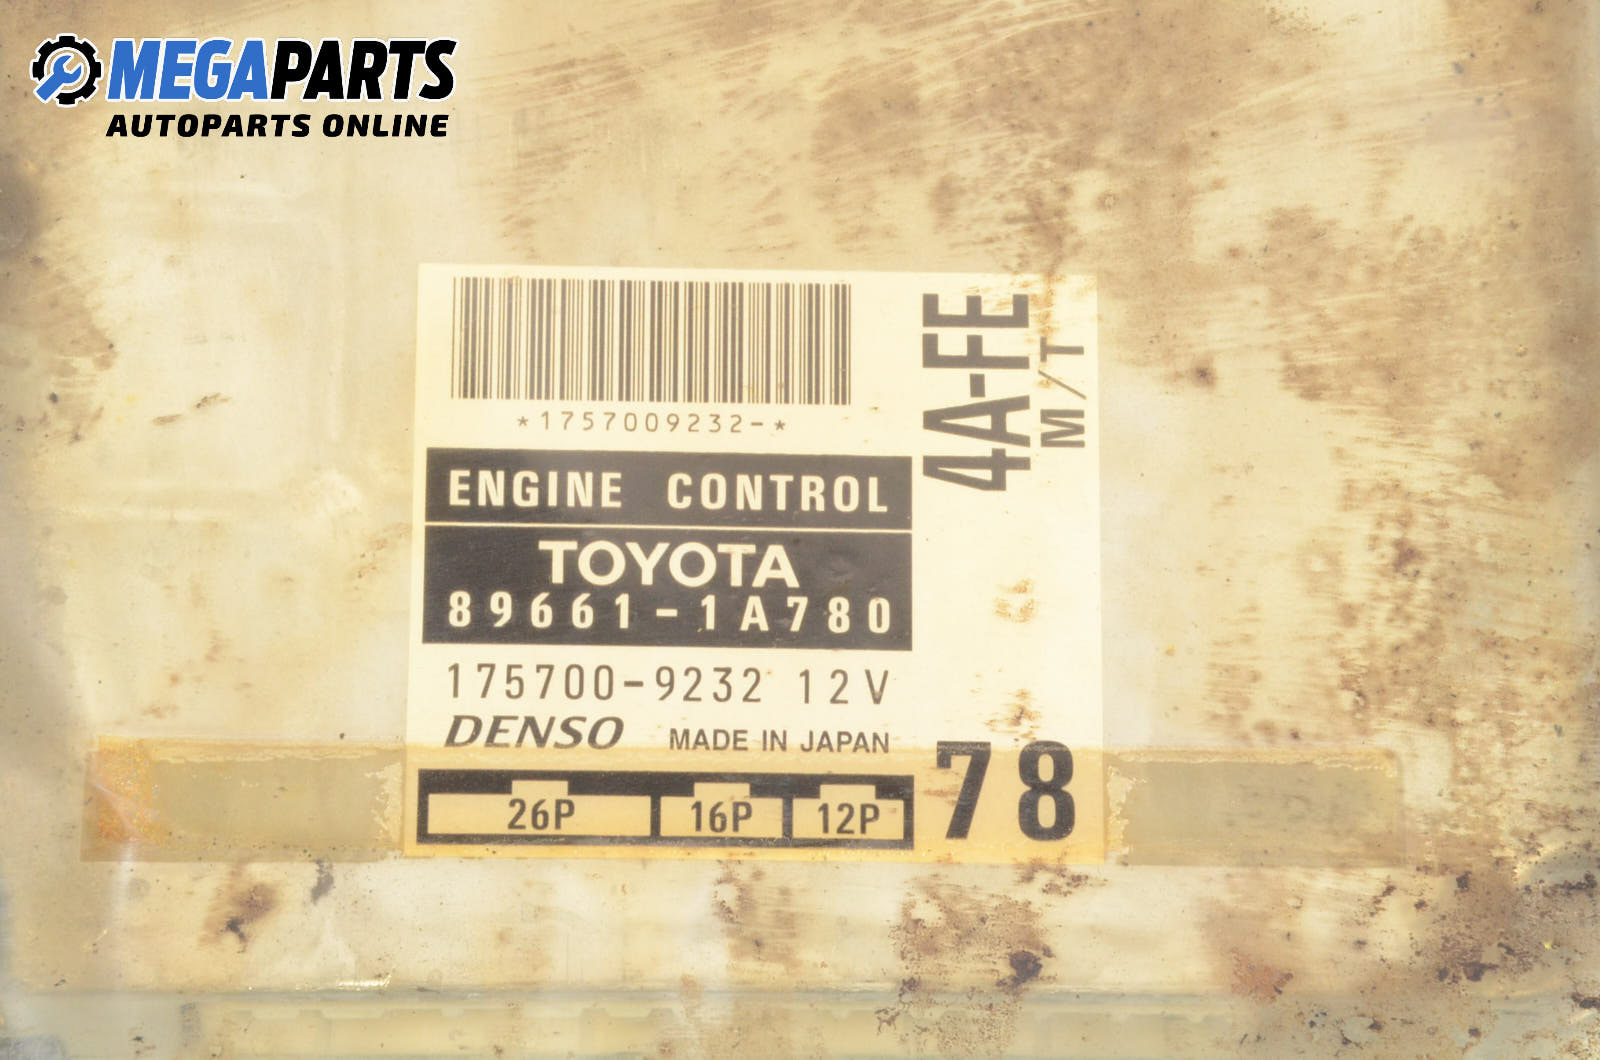 MEGAPARTS
AUTOPARTS ONLINE
*1757009232-*
4A-FE
M/T
ENGINE CONTROL
TOYOTA
89661-1A780
175700-9232 12V
DENSO MADE IN JAPAN
26P 16P 12P
78